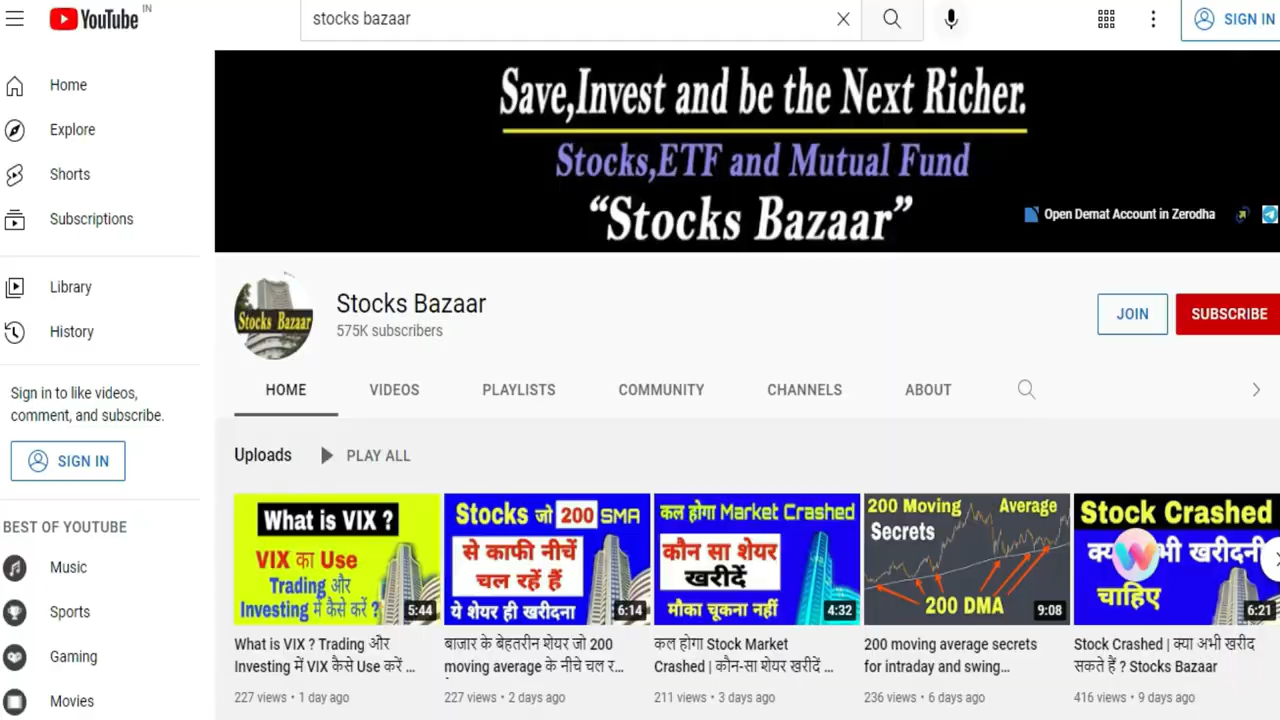 YouTube IN
stocks bazaar
SIGN IN
Home
Explore
Shorts
Subscriptions
Library
History
Sign in to like videos,
comment, and subscribe.
SIGN IN
BEST OF YOUTUBE
Music
Sports
Gaming
Movies
Save,Invest and be the Next Richer.
Stocks,ETF and Mutual Fund
“Stocks Bazaar”
Open Demat Account in Zerodha
Stocks Bazaar
Stocks Bazaar
575K subscribers
JOIN
SUBSCRIBE
HOME
VIDEOS
PLAYLISTS
COMMUNITY
CHANNELS
ABOUT
Uploads
PLAY ALL
What is VIX ?
VIX का Use
Trading और
Investing में कैसे करें ?
5:44
What is VIX ? Trading और
Investing में VIX कैसे Use करें ...
227 views • 1 day ago
Stocks जो 200 SMA
से काफी नीचें
चल रहें हैं
ये शेयर ही खरीदना
6:14
बाजार के बेहतरीन शेयर जो 200
moving average के नीचे चल र...
227 views • 2 days ago
कल होगा Market Crashed
कौन सा शेयर
खरीदें
मौका चूकना नहीं
4:32
कल होगा Stock Market
Crashed | कौन-सा शेयर खरीदें ...
211 views • 3 days ago
200 Moving Average
Secrets
200 DMA
9:08
200 moving average secrets
for intraday and swing...
236 views • 6 days ago
Stock Crashed
भी खरीदनी
चाहिए
6:21
Stock Crashed | क्या अभी खरीद
सकते हैं ? Stocks Bazaar
416 views • 9 days ago